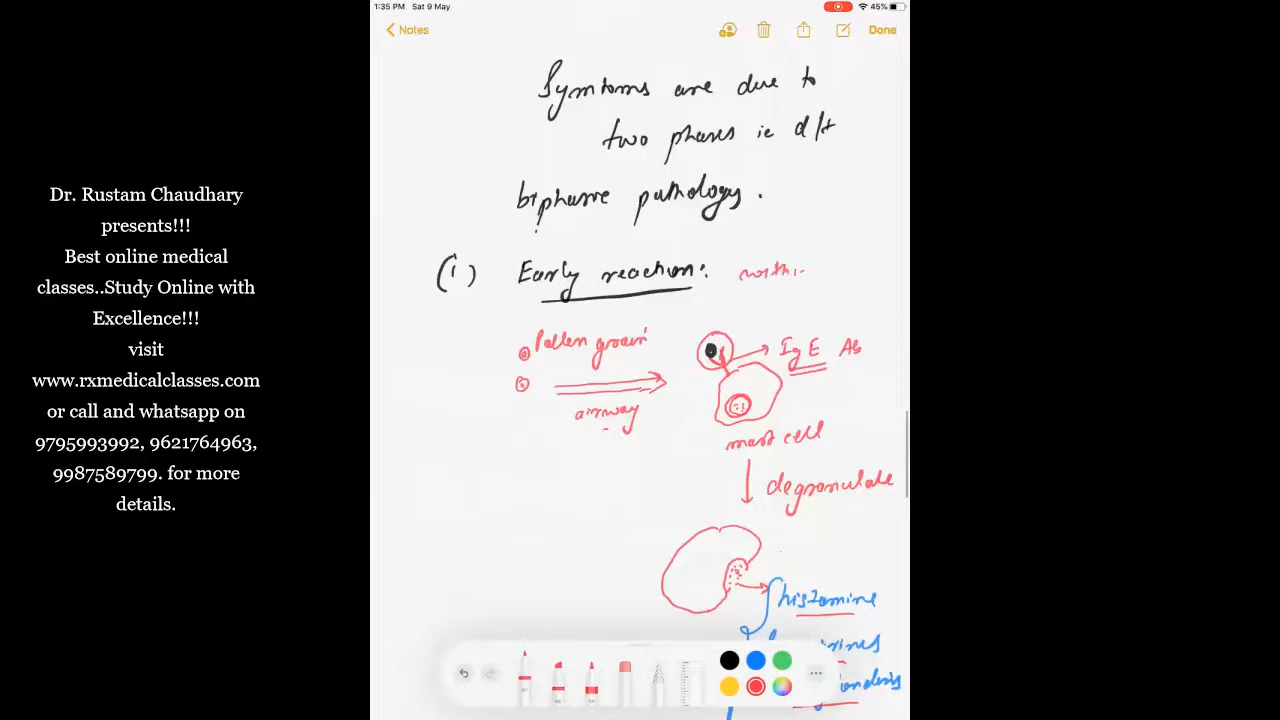 1:35 PM Sat 9 May
45%
Notes
Done
Dr. Rustam Chaudhary
presents!!!
Best online medical
classes..Study Online with
Excellence!!!
visit
www.rxmedicalclasses.com
or call and whatsapp on
9795993992, 9621764963,
9987589799. for more
details.
Symtoms are due to
two phases ie d/t
biphasic pathology.
(1) Early reaction:
Pollen grain
airway
IgE Ab
mast cell
degranulate
histamine